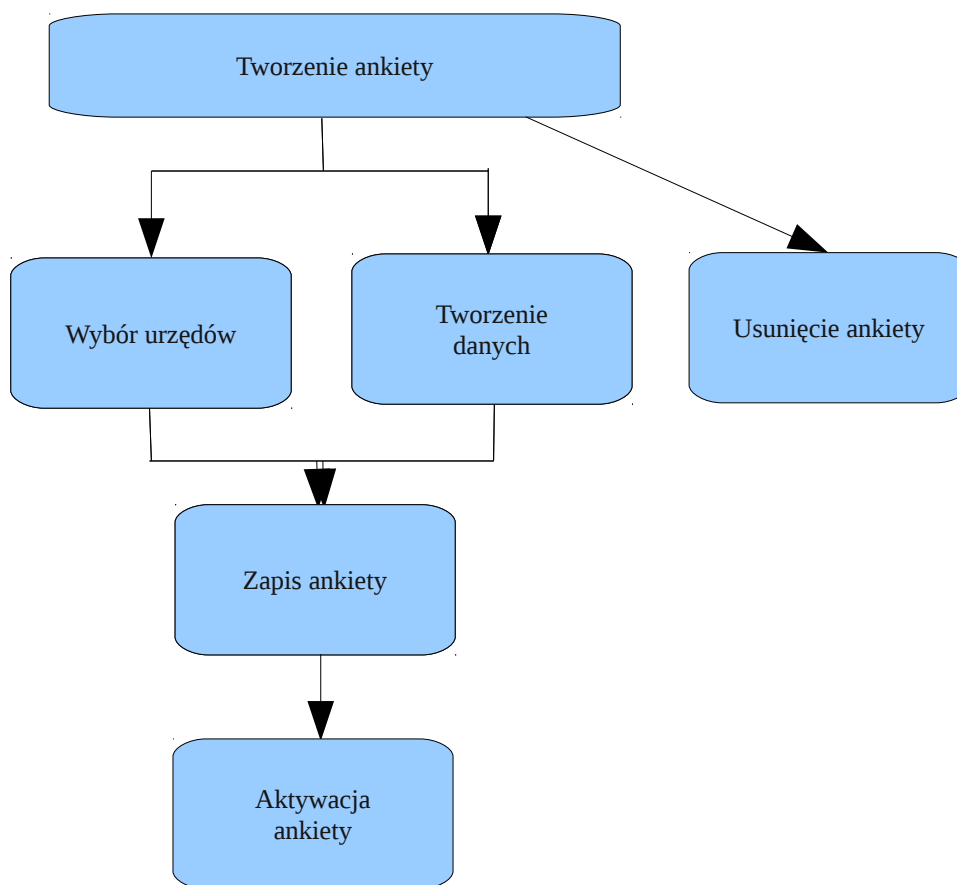 Tworzenie ankiety
Wybór urzędów
Tworzenie
danych
Usunięcie ankiety
Zapis ankiety
Aktywacja
ankiety